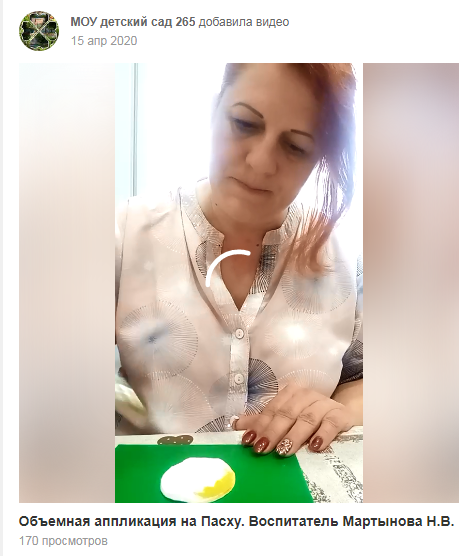 МОУ детский сад 265 добавила видео
15 апр 2020
Объемная аппликация на Пасху. Воспитатель Мартынова Н.В.
170 просмотров